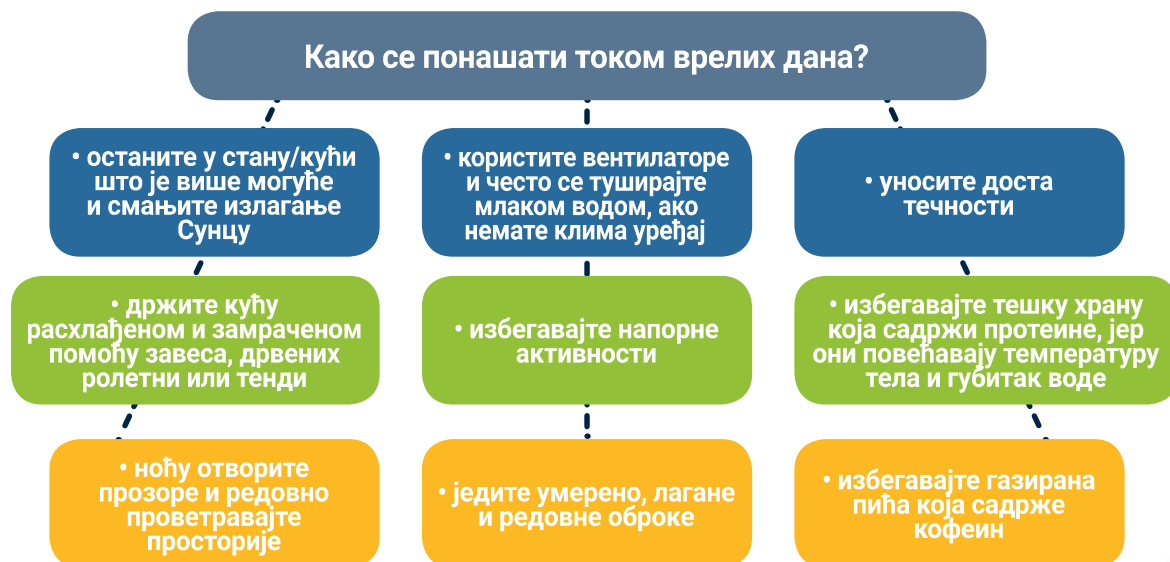 Како се понашати током врелих дана?
• останите у стану/кући
што је више могуће
и смањите излагање
Сунцу
• користите вентилаторе
и често се туширајте
млаком водом, ако
немате клима уређај
• уносите доста
течности
• држите кућу
расхлађеном и замраченом
помоћу завеса, дрвених
ролетни или тенди
• избегавајте напорне
активности
• избегавајте тешку храну
која садржи протеине, јер
они повећавају температуру
тела и губитак воде
• ноћу отворите
прозоре и редовно
проветравајте
просторије
• једите умерено, лагане
и редовне оброке
• избегавајте газирана
пића која садрже
кофеин